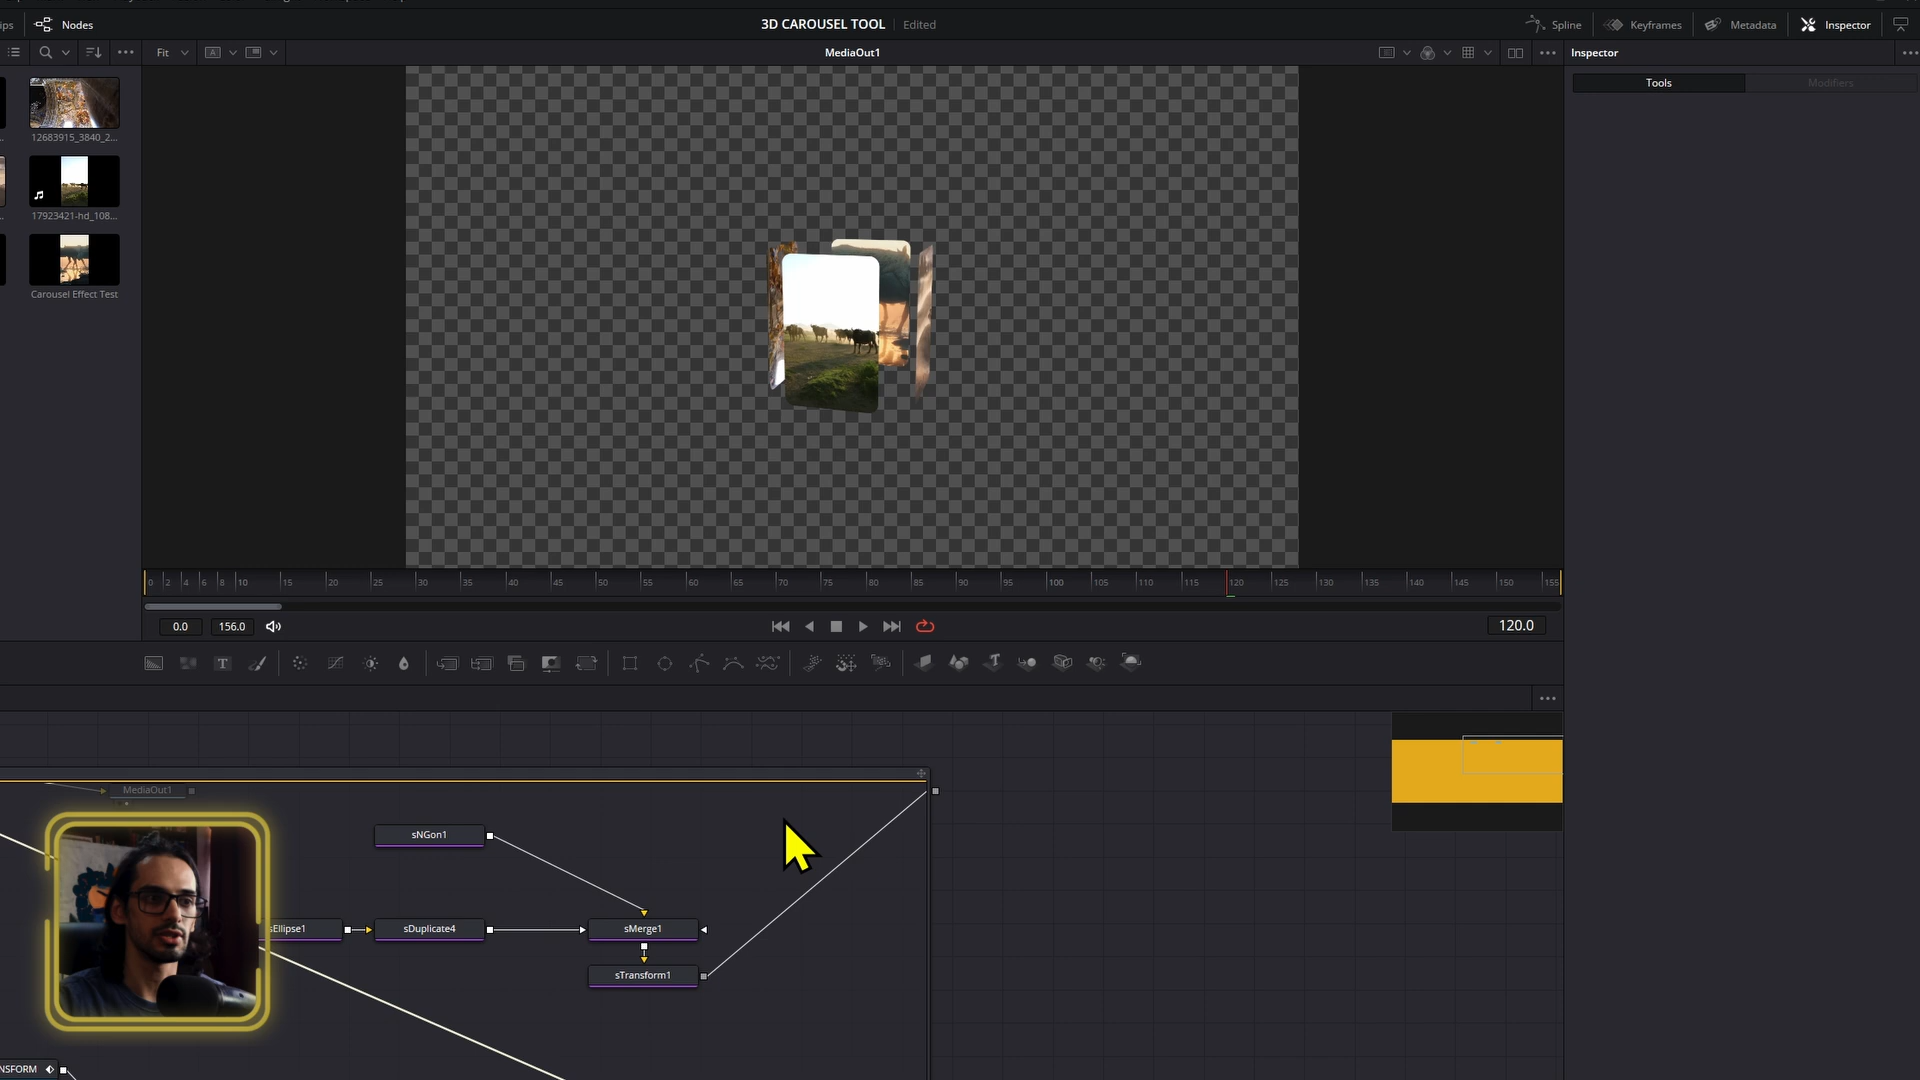 ips
Nodes
3D CAROUSEL TOOL
Edited
Spline
Keyframes
Metadata
Inspector
Fit
A
MediaOut1
Inspector
Tools
Modifiers
12683915_3840_2...
17923421-hd_108...
Carousel Effect Test
0 2 4 6 8 10 15 20 25 30 35 40 45 50 55 60 65 70 75 80 85 90 95 100 105 110 115 120 125 130 135 140 145 150 155
0.0
156.0
120.0
T
MediaOut1
sNGon1
sEllipse1
sDuplicate4
sMerge1
sTransform1
NSFORM